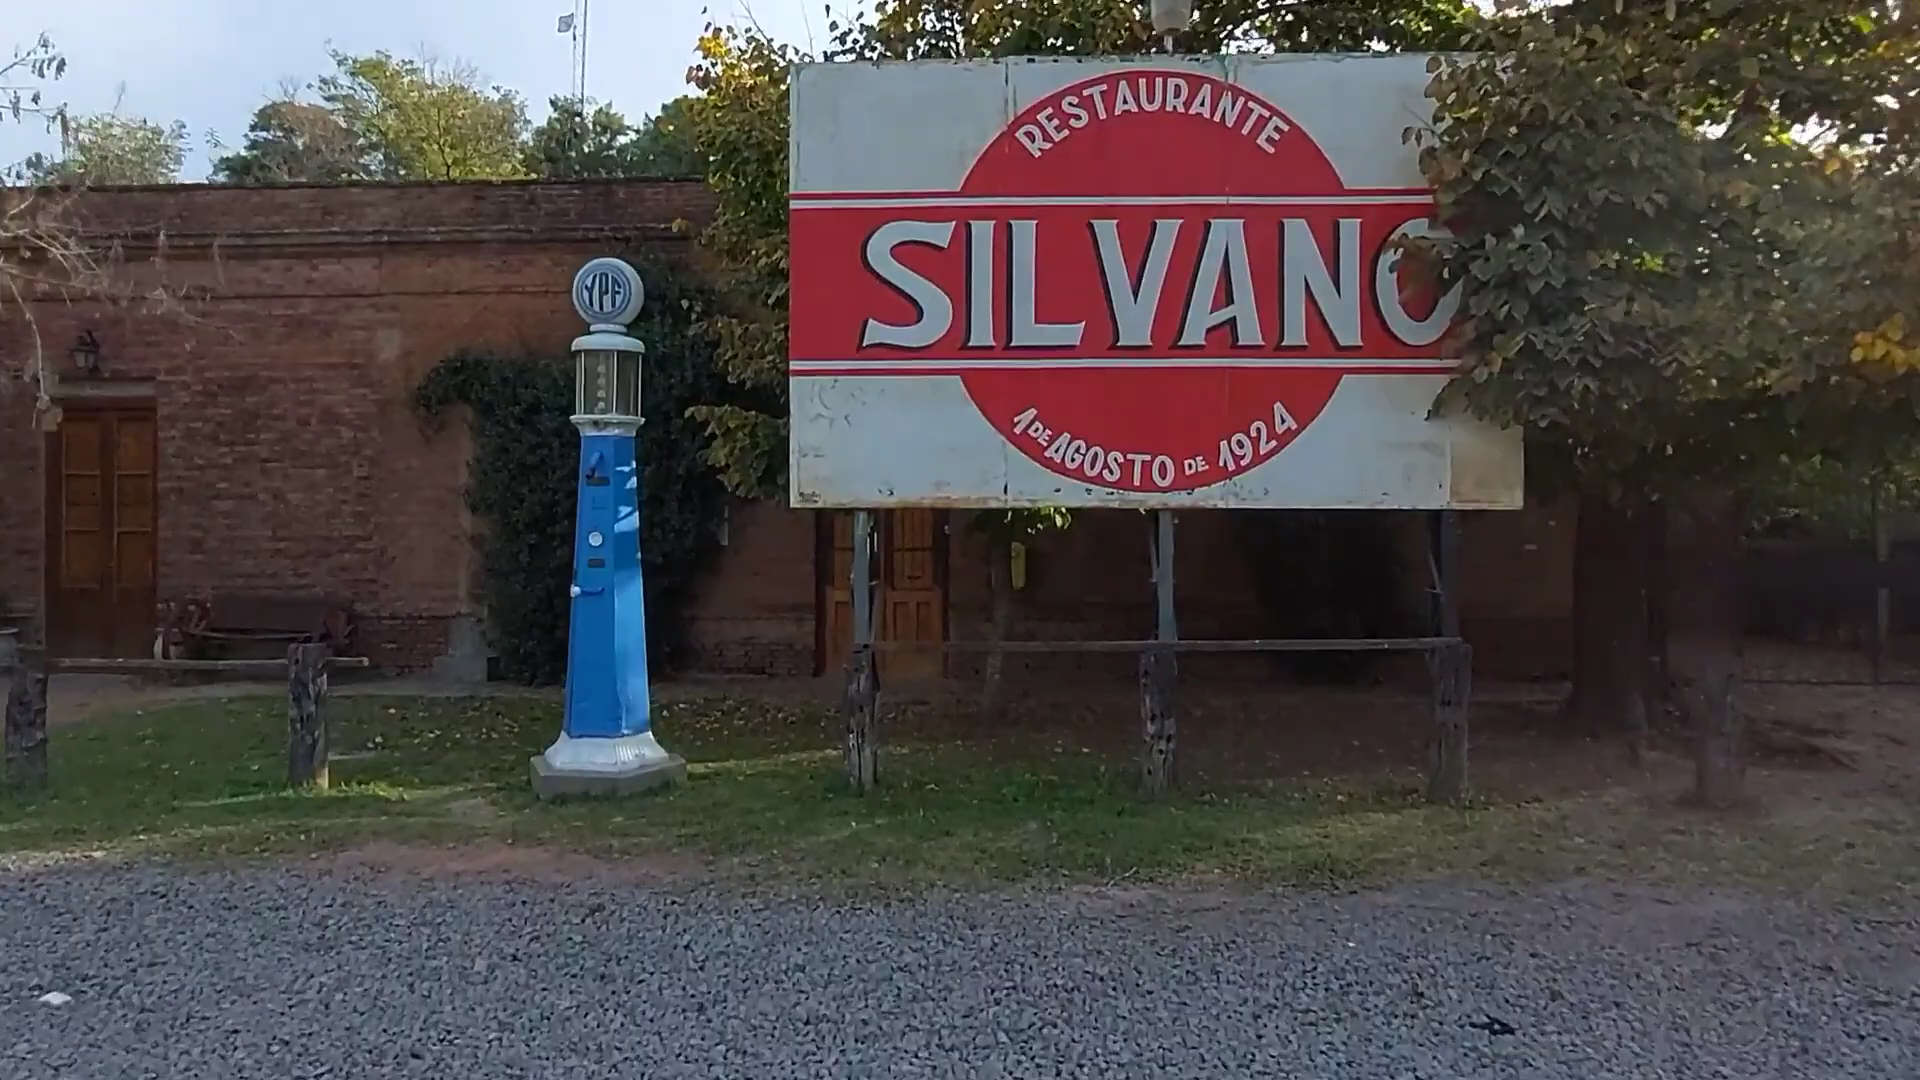 RESTAURANTE
SILVANO
1 DE AGOSTO DE 1924
YPF